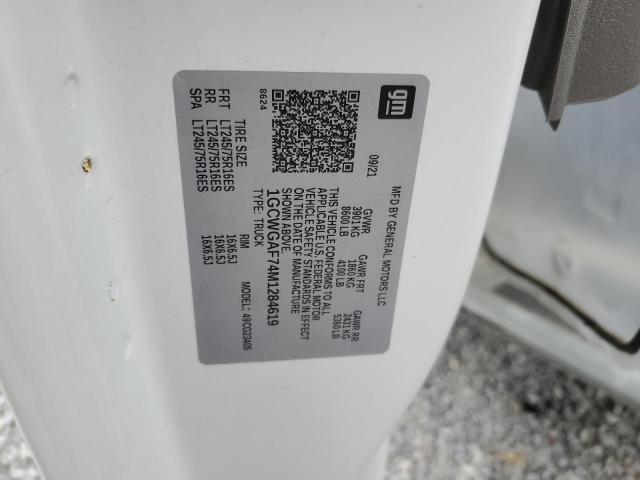 gm
MFD BY GENERAL MOTORS LLC
09/21
GVWR GAWR FRT GAWR RR
3901 KG 1860 KG 2431 KG
8600 LB 4100 LB 5360 LB
THIS VEHICLE CONFORMS TO ALL
APPLICABLE U.S. FEDERAL MOTOR
VEHICLE SAFETY STANDARDS IN EFFECT
ON THE DATE OF MANUFACTURE
SHOWN ABOVE.
1GCWGAF74M1284619
8624
TYPE: TRUCK MODEL: 49CG23405
TIRE SIZE RIM
FRT LT245/75R16ES 16X6.5J
RR LT245/75R16ES 16X6.5J
SPA LT245/75R16ES 16X6.5J